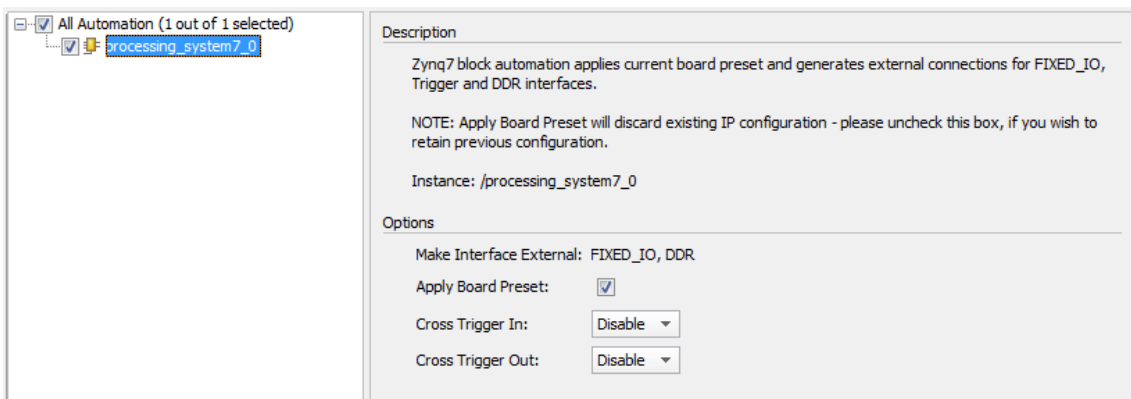 All Automation (1 out of 1 selected)
processing_system7_0
Description
Zynq7 block automation applies current board preset and generates external connections for FIXED_IO,
Trigger and DDR interfaces.
NOTE: Apply Board Preset will discard existing IP configuration - please uncheck this box, if you wish to
retain previous configuration.
Instance: /processing_system7_0
Options
Make Interface External: FIXED_IO, DDR
Apply Board Preset:
Cross Trigger In: Disable
Cross Trigger Out: Disable